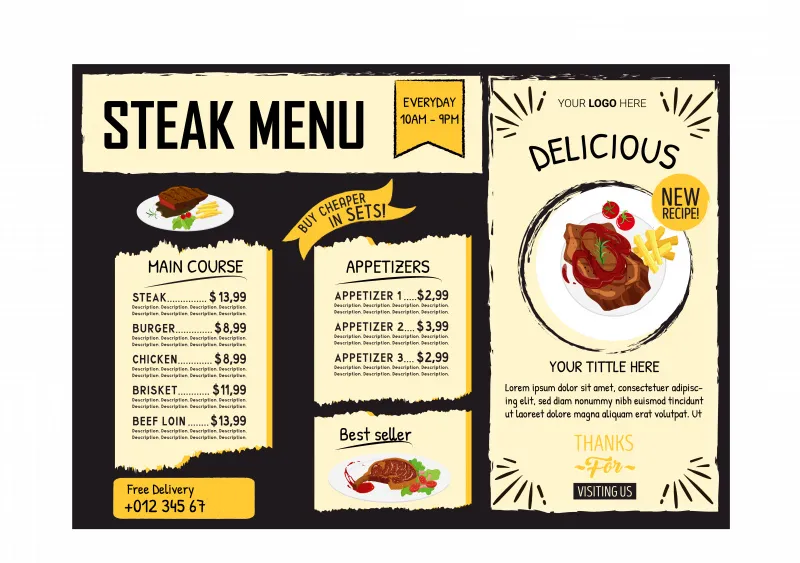 STEAK MENU
EVERYDAY
10AM - 9PM
BUY CHEAPER
IN SETS!
MAIN COURSE
STEAK.............. $13,99
Description. Description. Description. Description.
Description. Description. Description. Description.
BURGER............. $8,99
Description. Description. Description. Description.
Description. Description. Description. Description.
CHICKEN............. $8,99
Description. Description. Description. Description.
Description. Description. Description. Description.
BRISKET............ $11,99
Description. Description. Description. Description.
Description. Description. Description. Description.
BEEF LOIN ....... $13,99
Description. Description. Description. Description.
Description. Description. Description. Description.
Free Delivery
+012 345 67
APPETIZERS
APPETIZER 1.....$2,99
Description. Description. Description. Description.
Description. Description. Description. Description.
APPETIZER 2.... $3,99
Description. Description. Description. Description.
Description. Description. Description. Description.
APPETIZER 3.... $2,99
Description. Description. Description. Description.
Description. Description. Description. Description.
Best seller
YOUR LOGO HERE
DELICIOUS
NEW
RECIPE!
YOUR TITTLE HERE
Lorem ipsum dolor sit amet, consectetuer adipisc-
ing elit, sed diam nonummy nibh euismod tincidunt
ut laoreet dolore magna aliquam erat volutpat. Ut
THANKS
For
VISITING US